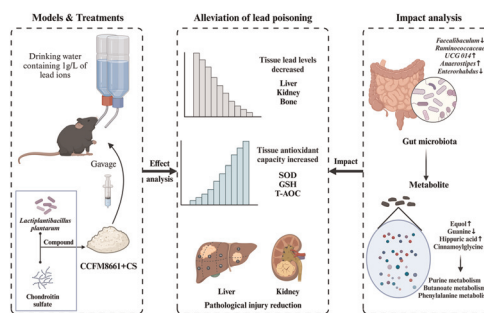 Models & Treatments
Drinking water
containing 1g/L of
lead ions
Gavage
Lactiplantibacillus
plantarum
Compound
Chondroitin
sulfate
CCFM8661+CS
Effect
analysis
Alleviation of lead poisoning
Tissue lead levels
decreased
Liver
Kidney
Bone
Tissue antioxidant
capacity increased
SOD
GSH
T-AOC
Liver
Kidney
Pathological injury reduction
Impact
Impact analysis
Faecalibaculum↓
Ruminococcaceae
UCG 014↑
Anaerostipes↑
Enterorhabdus↓
Gut microbiota
Metabolite
Equol↑
Guanine↓
Hippuric acid↑
Cinnamoylglycine
Purine metabolism
Butanoate metabolism
Phenylalanine metabolism